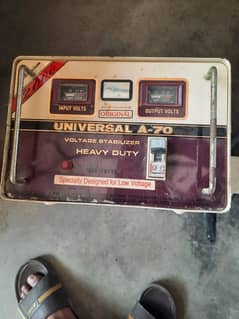 INPUT VOLTS
OUTPUT VOLTS
ORIGINAL
UNIVERSAL A-70
VOLTAGE STABILIZER
HEAVY DUTY
Specially Designed for Low Voltage